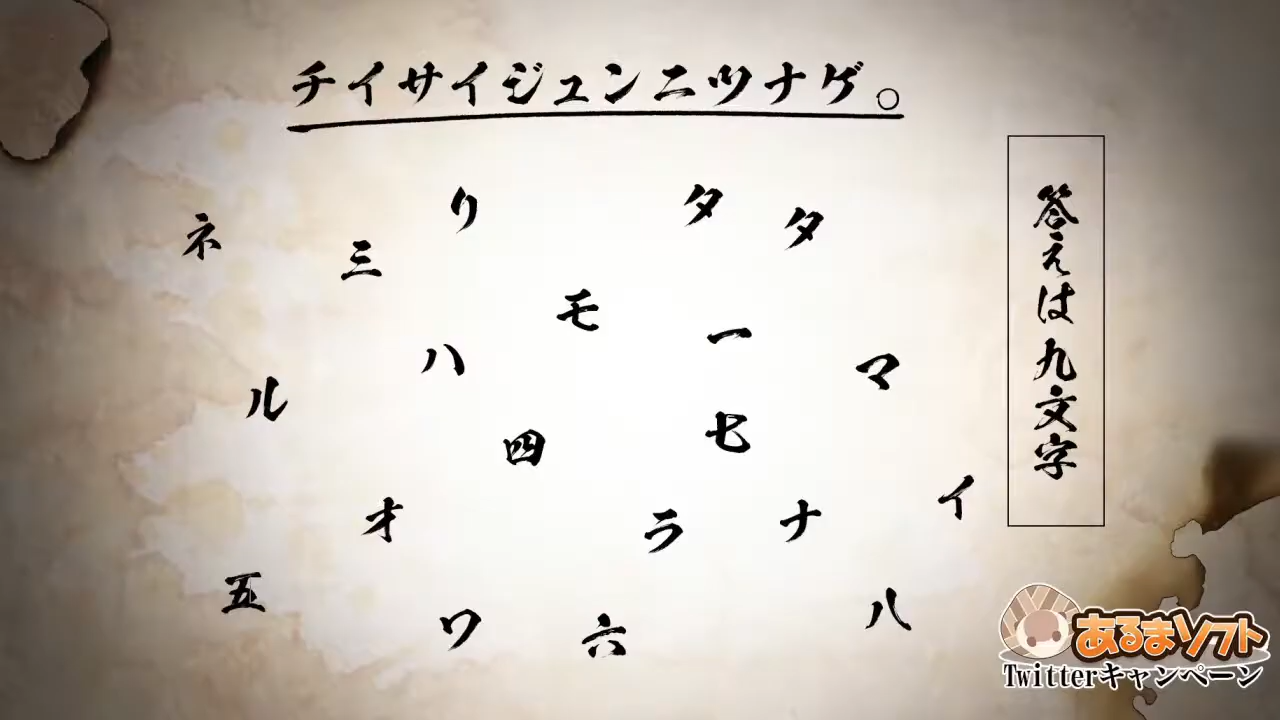 チイサイジュンニツナゲ。
ネ
三
り
タ
タ
モ
一
マ
ハ
ル
四
七
イ
オ
ラ
ナ
五
ワ
六
八
答えは九文字
あるまソフト
Twitterキャンペーン